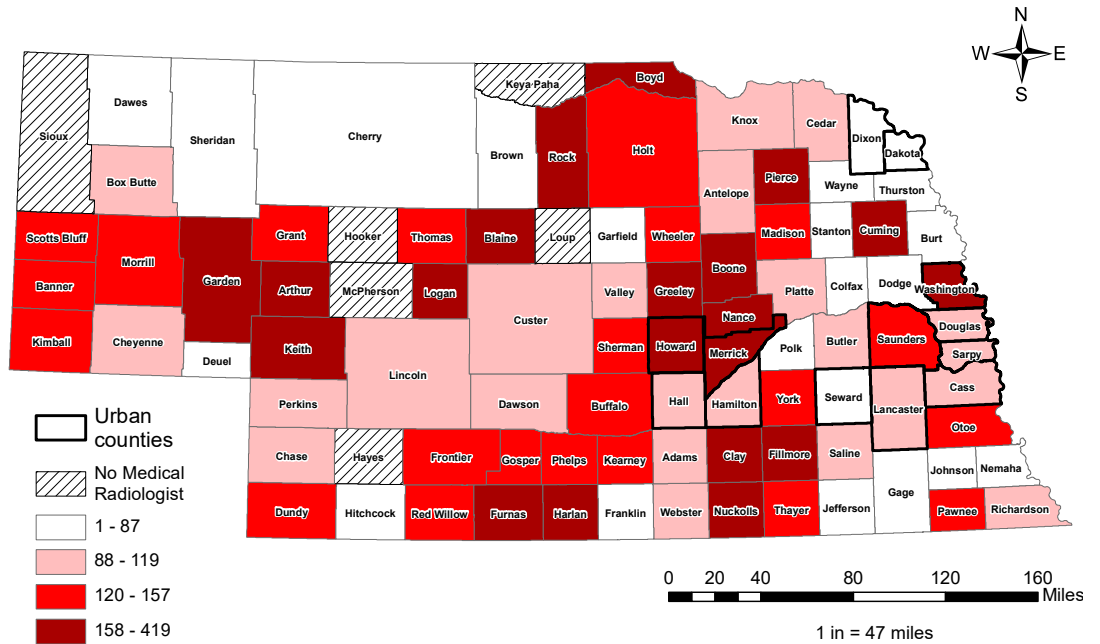 N
W E
S
Keya Paha
Boyd
Dawes
Sioux
Sheridan
Cherry
Knox
Cedar
Dixon
Dakota
Brown
Rock
Holt
Box Butte
Antelope
Pierce
Wayne
Thurston
Scotts Bluff
Grant
Hooker
Thomas
Blaine
Loup
Garfield
Wheeler
Madison
Stanton
Cuming
Burt
Morrill
Banner
Garden
Arthur
McPherson
Logan
Valley
Greeley
Boone
Platte
Colfax
Dodge
Washington
Custer
Nance
Kimball
Cheyenne
Deuel
Keith
Lincoln
Sherman
Howard
Merrick
Polk
Butler
Saunders
Douglas
Sarpy
Perkins
Dawson
Buffalo
Hall
Hamilton
York
Seward
Lancaster
Cass
Otoe
Chase
Hayes
Frontier
Gosper
Phelps
Kearney
Adams
Clay
Fillmore
Saline
Johnson
Nemaha
Dundy
Hitchcock
Red Willow
Furnas
Harlan
Franklin
Webster
Nuckolls
Thayer
Jefferson
Gage
Pawnee
Richardson
Urban
counties
No Medical
Radiologist
1 - 87
88 - 119
120 - 157
158 - 419
0 20 40 80 120 160
Miles
1 in = 47 miles